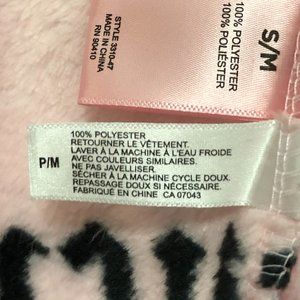 S/M
100% POLYESTER
100% POLIÉSTER
STYLE 3310-47
MADE IN CHINA
RN 90410
P/M
100% POLYESTER
RETOURNER LE VÊTEMENT.
LAVER À LA MACHINE À L'EAU FROIDE
AVEC COULEURS SIMILAIRES.
NE PAS JAVELLISER.
SÉCHER À LA MACHINE CYCLE DOUX.
REPASSAGE DOUX SI NÉCESSAIRE.
FABRIQUÉ EN CHINE CA 07043